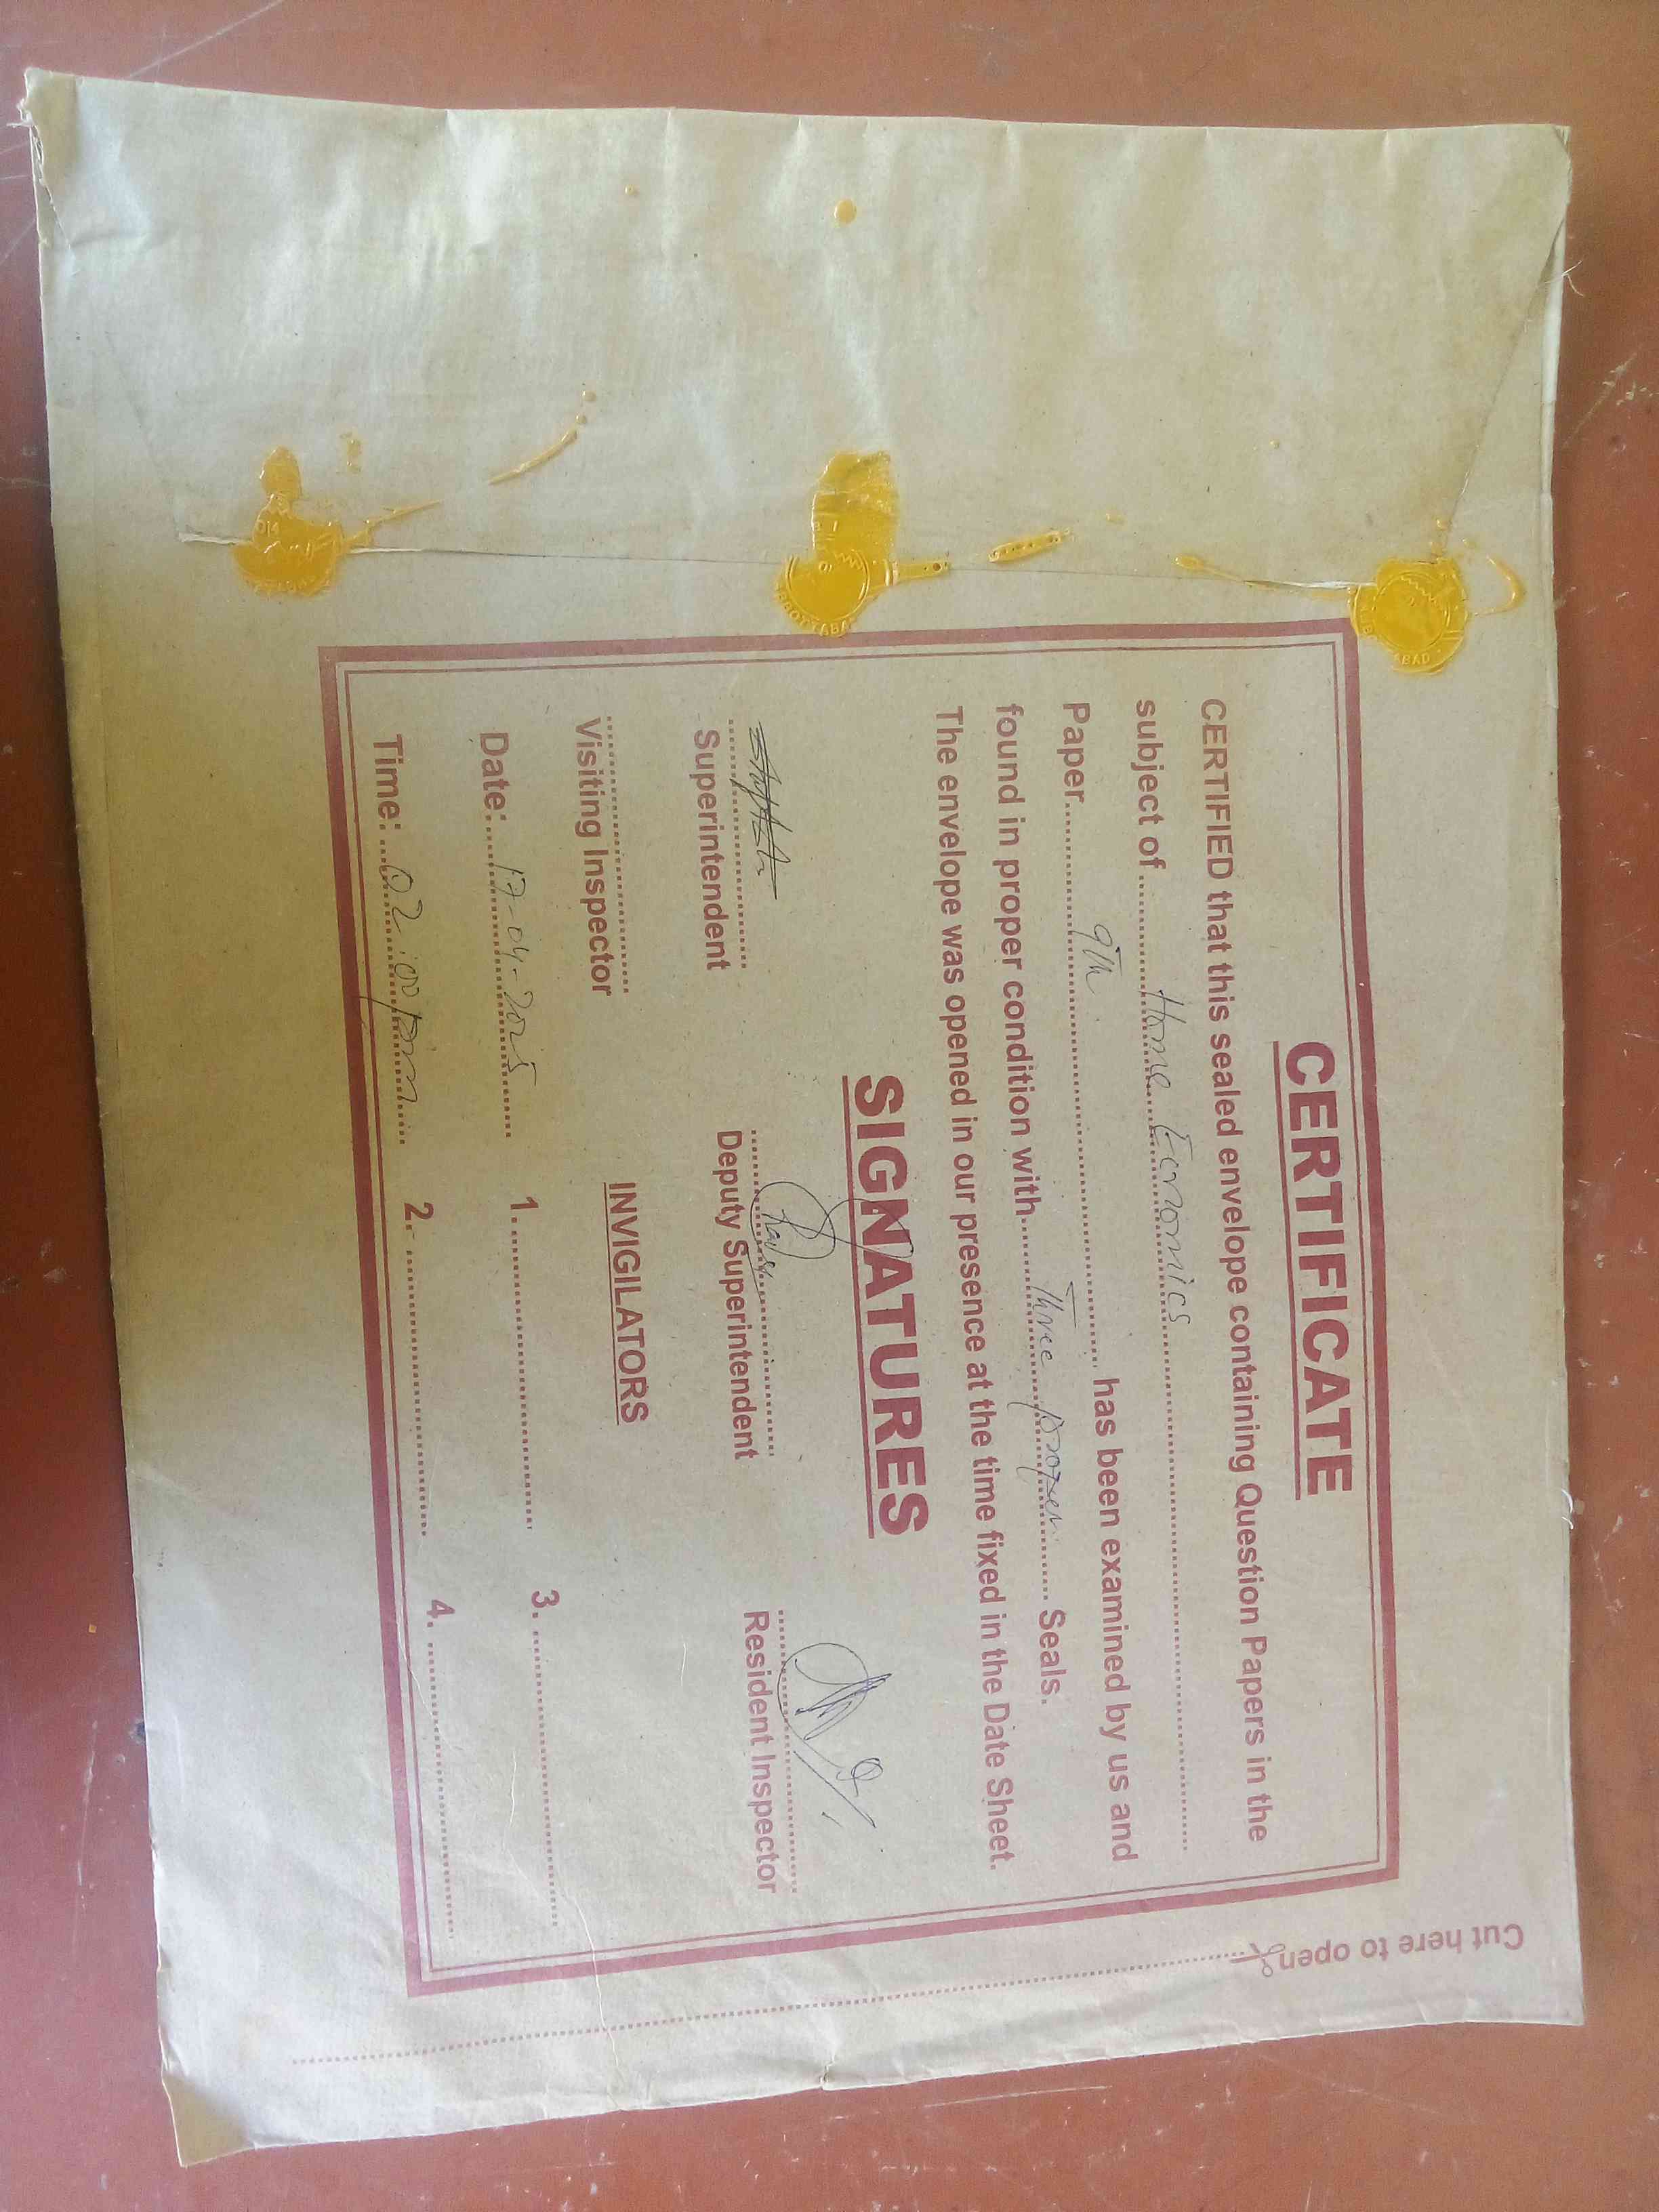 CERTIFICATE
CERTIFIED that this sealed envelope containing Question Papers in the
subject of Home Economics
Paper 9th has been examined by us and
found in proper condition with three proper Seals.
The envelope was opened in our presence at the time fixed in the Date Sheet.
SIGNATURES
Superintendent Deputy Superintendent Resident Inspector
Visiting Inspector
INVIGILATORS
Date: 17-04-2025 1. 3.
Time: 02:00 pm 2. 4.
Cut here to open